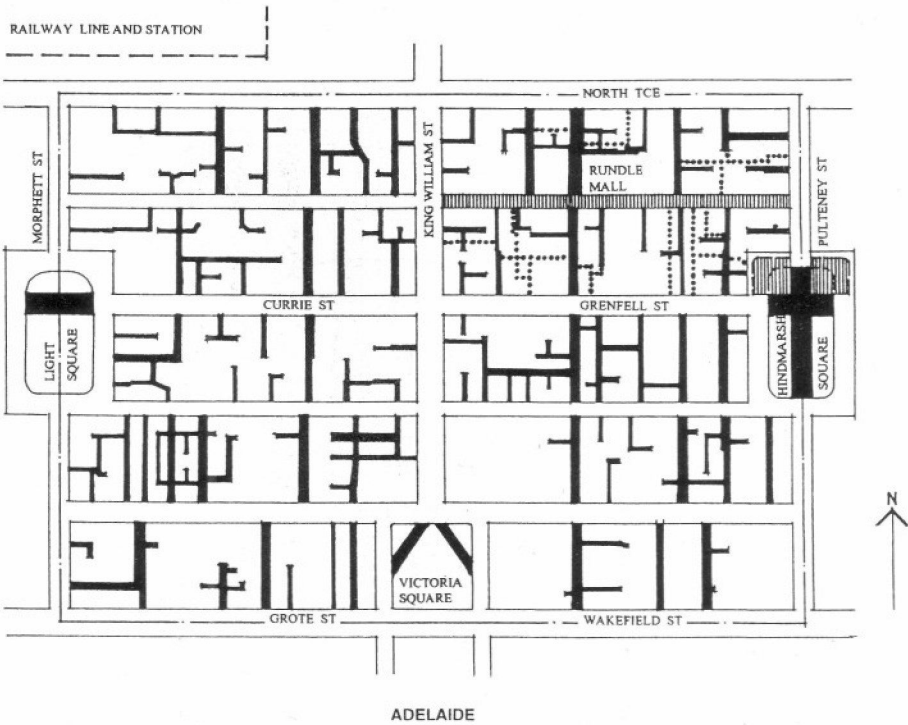 RAILWAY LINE AND STATION
NORTH TCE
MORPHETT ST
KING WILLIAM ST
RUNDLE
MALL
PULTENEY ST
CURRIE ST
GRENFELL ST
LIGHT
SQUARE
HINDMARSH
SQUARE
N
VICTORIA
SQUARE
GROTE ST
WAKEFIELD ST
ADELAIDE